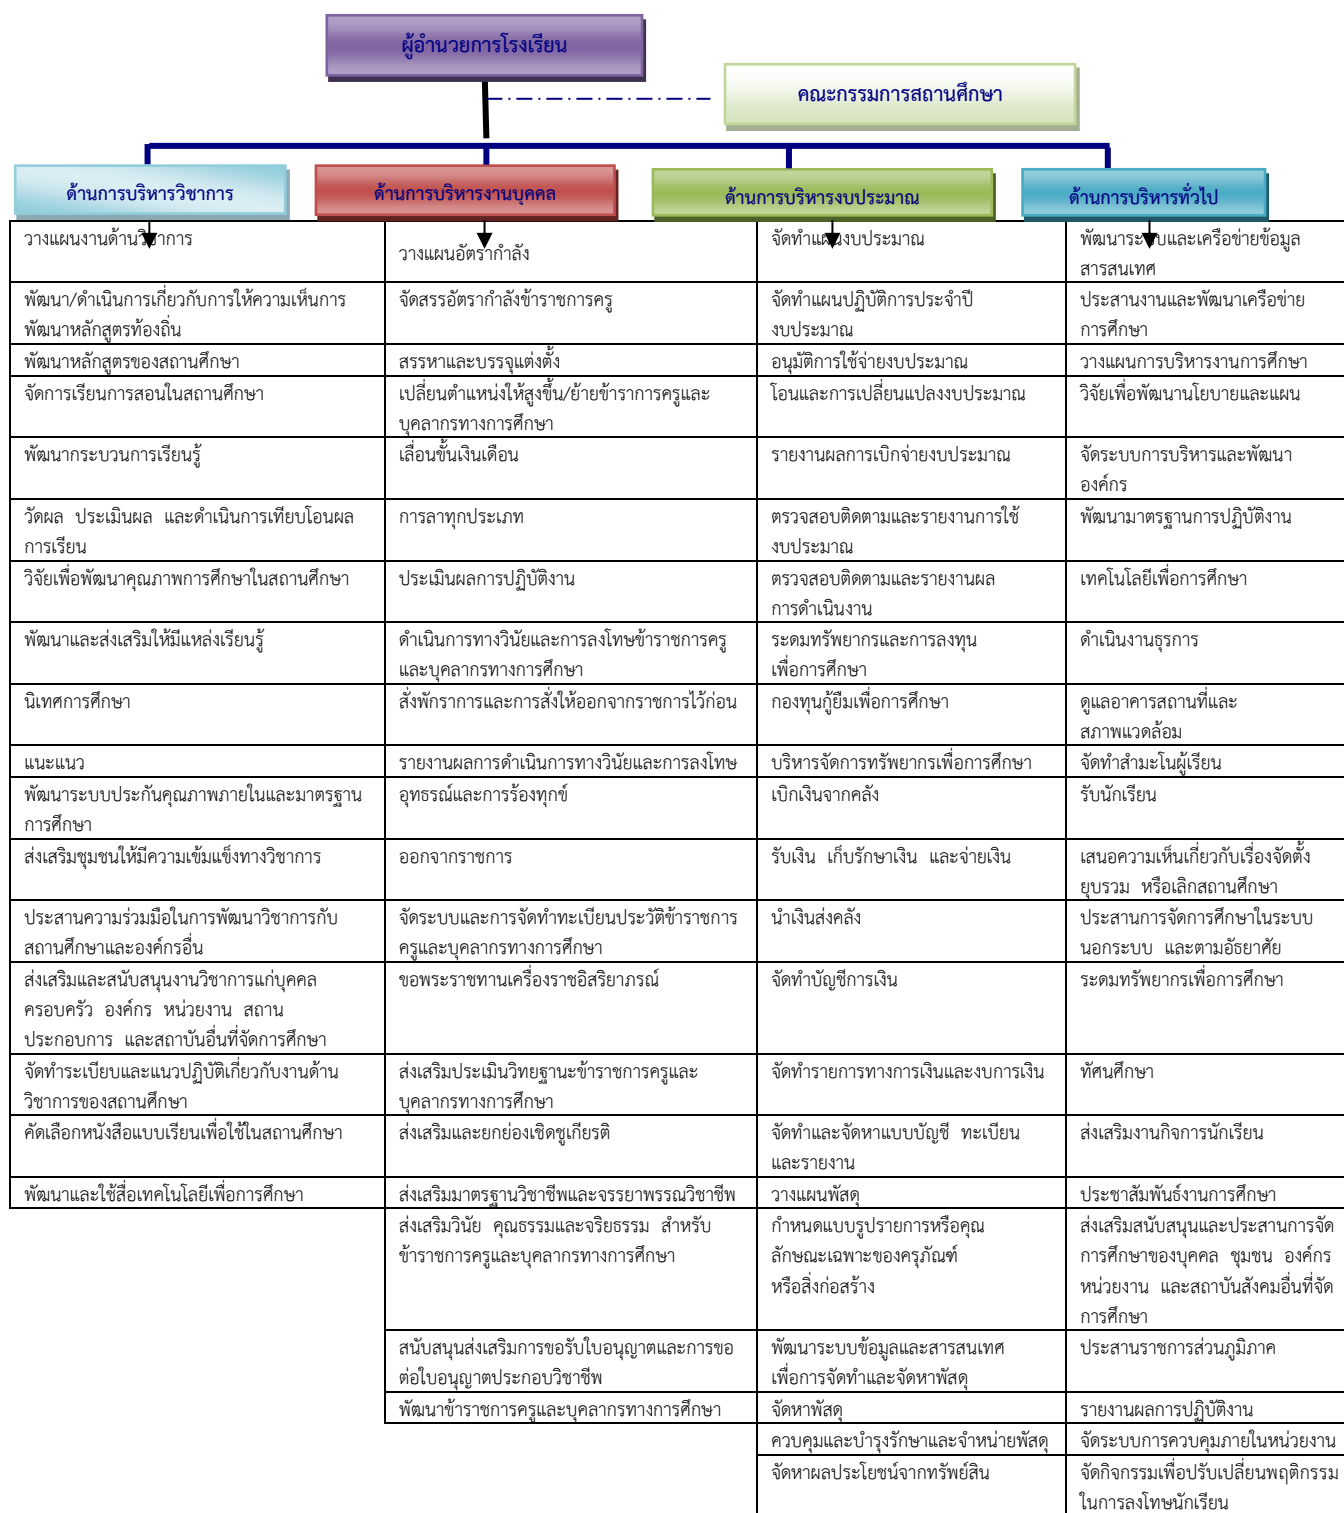 ผู้อำนวยการโรงเรียน
คณะกรรมการสถานศึกษา
ด้านการบริหารวิชาการ
ด้านการบริหารงานบุคคล
ด้านการบริหารงบประมาณ
ด้านการบริหารทั่วไป
วางแผนงานด้านวิชาการ
วางแผนอัตรากำลัง
จัดทำแผนงบประมาณ
พัฒนาระบบและเครือข่ายข้อมูล
สารสนเทศ
พัฒนา/ดำเนินการเกี่ยวกับการให้ความเห็นการ
พัฒนาหลักสูตรท้องถิ่น
จัดสรรอัตรากำลังข้าราชการครู
จัดทำแผนปฏิบัติการประจำปี
งบประมาณ
ประสานงานและพัฒนาเครือข่าย
การศึกษา
พัฒนาหลักสูตรของสถานศึกษา
สรรหาและบรรจุแต่งตั้ง
อนุมัติการใช้จ่ายงบประมาณ
วางแผนการบริหารงานการศึกษา
จัดการเรียนการสอนในสถานศึกษา
เปลี่ยนตำแหน่งให้สูงขึ้น/ย้ายข้าราการครูและ
บุคลากรทางการศึกษา
โอนและการเปลี่ยนแปลงงบประมาณ
วิจัยเพื่อพัฒนานโยบายและแผน
พัฒนากระบวนการเรียนรู้
เลื่อนขั้นเงินเดือน
รายงานผลการเบิกจ่ายงบประมาณ
จัดระบบการบริหารและพัฒนา
องค์กร
วัดผล ประเมินผล และดำเนินการเทียบโอนผล
การเรียน
การลาทุกประเภท
ตรวจสอบติดตามและรายงานการใช้
งบประมาณ
พัฒนามาตรฐานการปฏิบัติงาน
วิจัยเพื่อพัฒนาคุณภาพการศึกษาในสถานศึกษา
ประเมินผลการปฏิบัติงาน
ตรวจสอบติดตามและรายงานผล
การดำเนินงาน
เทคโนโลยีเพื่อการศึกษา
พัฒนาและส่งเสริมให้มีแหล่งเรียนรู้
ดำเนินการทางวินัยและการลงโทษข้าราชการครู
และบุคลากรทางการศึกษา
ระดมทรัพยากรและการลงทุน
เพื่อการศึกษา
ดำเนินงานธุรการ
นิเทศการศึกษา
สั่งพักราการและการสั่งให้ออกจากราชการไว้ก่อน
กองทุนกู้ยืมเพื่อการศึกษา
ดูแลอาคารสถานที่และ
สภาพแวดล้อม
แนะแนว
รายงานผลการดำเนินการทางวินัยและการลงโทษ
บริหารจัดการทรัพยากรเพื่อการศึกษา
จัดทำสำมะโนผู้เรียน
พัฒนาระบบประกันคุณภาพภายในและมาตรฐาน
การศึกษา
อุทธรณ์และการร้องทุกข์
เบิกเงินจากคลัง
รับนักเรียน
ส่งเสริมชุมชนให้มีความเข้มแข็งทางวิชาการ
ออกจากราชการ
รับเงิน เก็บรักษาเงิน และจ่ายเงิน
เสนอความเห็นเกี่ยวกับเรื่องจัดตั้ง
ยุบรวม หรือเลิกสถานศึกษา
ประสานความร่วมมือในการพัฒนาวิชาการกับ
สถานศึกษาและองค์กรอื่น
จัดระบบและการจัดทำทะเบียนประวัติข้าราชการ
ครูและบุคลากรทางการศึกษา
นำเงินส่งคลัง
ประสานการจัดการศึกษาในระบบ
นอกระบบ และตามอัธยาศัย
ส่งเสริมและสนับสนุนงานวิชาการแก่บุคคล
ครอบครัว องค์กร หน่วยงาน สถาน
ประกอบการ และสถาบันอื่นที่จัดการศึกษา
ขอพระราชทานเครื่องราชอิสริยาภรณ์
จัดทำบัญชีการเงิน
ระดมทรัพยากรเพื่อการศึกษา
จัดทำระเบียบและแนวปฏิบัติเกี่ยวกับงานด้าน
วิชาการของสถานศึกษา
ส่งเสริมประเมินวิทยฐานะข้าราชการครูและ
บุคลากรทางการศึกษา
จัดทำรายการทางการเงินและงบการเงิน
ทัศนศึกษา
คัดเลือกหนังสือแบบเรียนเพื่อใช้ในสถานศึกษา
ส่งเสริมและยกย่องเชิดชูเกียรติ
จัดทำและจัดหาแบบบัญชี ทะเบียน
และรายงาน
ส่งเสริมงานกิจการนักเรียน
พัฒนาและใช้สื่อเทคโนโลยีเพื่อการศึกษา
ส่งเสริมมาตรฐานวิชาชีพและจรรยาพรรณวิชาชีพ
วางแผนพัสดุ
ประชาสัมพันธ์งานการศึกษา
ส่งเสริมวินัย คุณธรรมและจริยธรรม สำหรับ
ข้าราชการครูและบุคลากรทางการศึกษา
กำหนดแบบรูปรายการหรือคุณ
ลักษณะเฉพาะของครุภัณฑ์
หรือสิ่งก่อสร้าง
ส่งเสริมสนับสนุนและประสานการจัด
การศึกษาของบุคคล ชุมชน องค์กร
หน่วยงาน และสถาบันสังคมอื่นที่จัด
การศึกษา
สนับสนุนส่งเสริมการขอรับใบอนุญาตและการขอ
ต่อใบอนุญาตประกอบวิชาชีพ
พัฒนาระบบข้อมูลและสารสนเทศ
เพื่อการจัดทำและจัดหาพัสดุ
ประสานราชการส่วนภูมิภาค
พัฒนาข้าราชการครูและบุคลากรทางการศึกษา
จัดหาพัสดุ
รายงานผลการปฏิบัติงาน
ควบคุมและบำรุงรักษาและจำหน่ายพัสดุ
จัดระบบการควบคุมภายในหน่วยงาน
จัดหาผลประโยชน์จากทรัพย์สิน
จัดกิจกรรมเพื่อปรับเปลี่ยนพฤติกรรม
ในการลงโทษนักเรียน